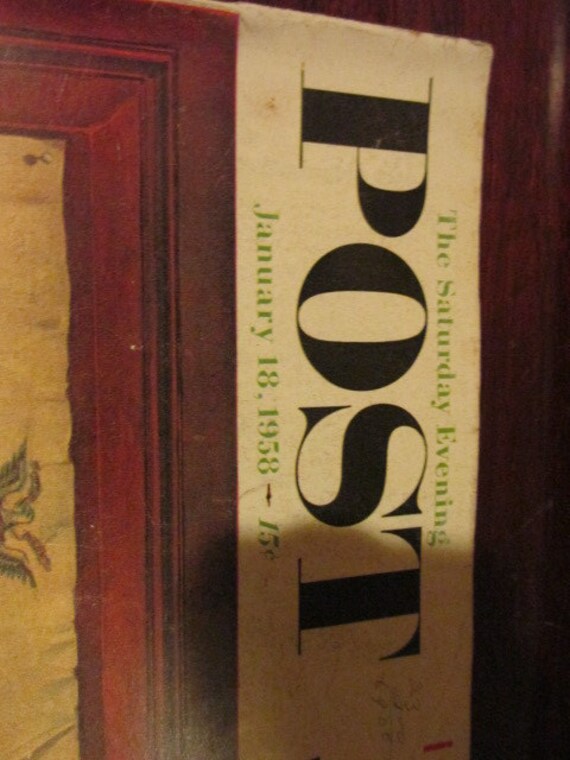 The Saturday Evening
POST
January 18, 1958 - 15¢